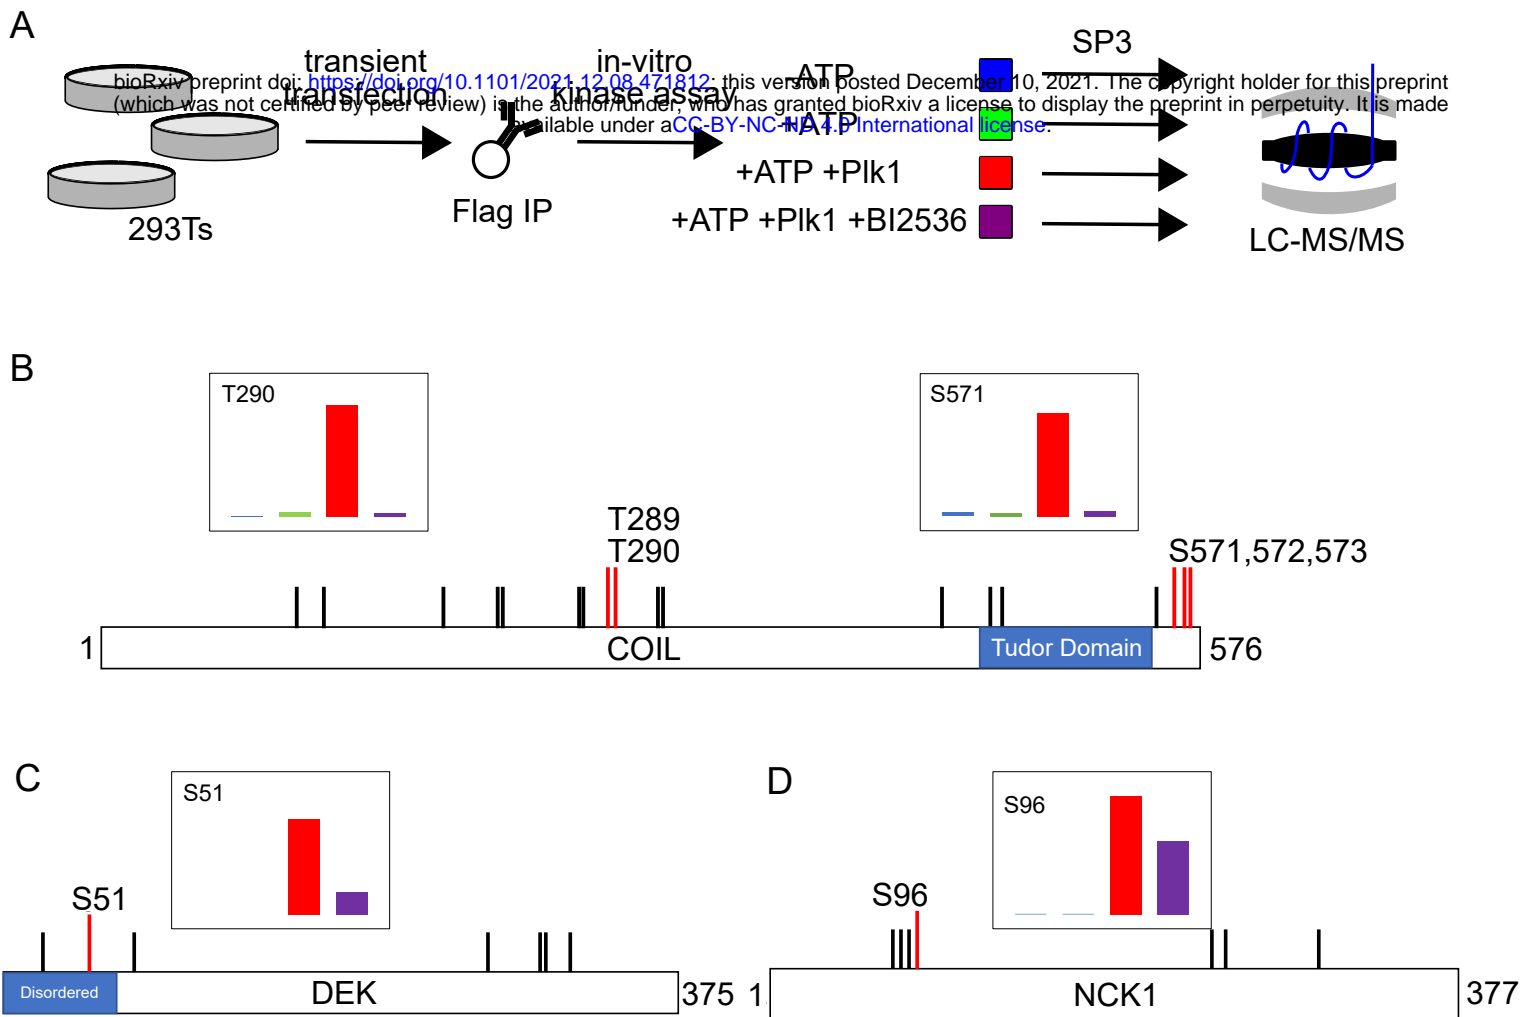 A
transient
transfection
in-vitro
kinase assay
-ATP
SP3
bioRxiv preprint doi: https://doi.org/10.1101/2021.12.08.471812; this version posted December 10, 2021. The copyright holder for this preprint
(which was not certified by peer review) is the author/funder, who has granted bioRxiv a license to display the preprint in perpetuity. It is made
available under aCC-BY-NC-ND 4.0 International license.
+ATP
+ATP +Plk1
+ATP +Plk1 +BI2536
293Ts
Flag IP
LC-MS/MS
B
T290
S571
T289
T290
S571,572,573
1
COIL
Tudor Domain
576
C
S51
S51
Disordered
DEK
375
D
S96
S96
1
NCK1
377